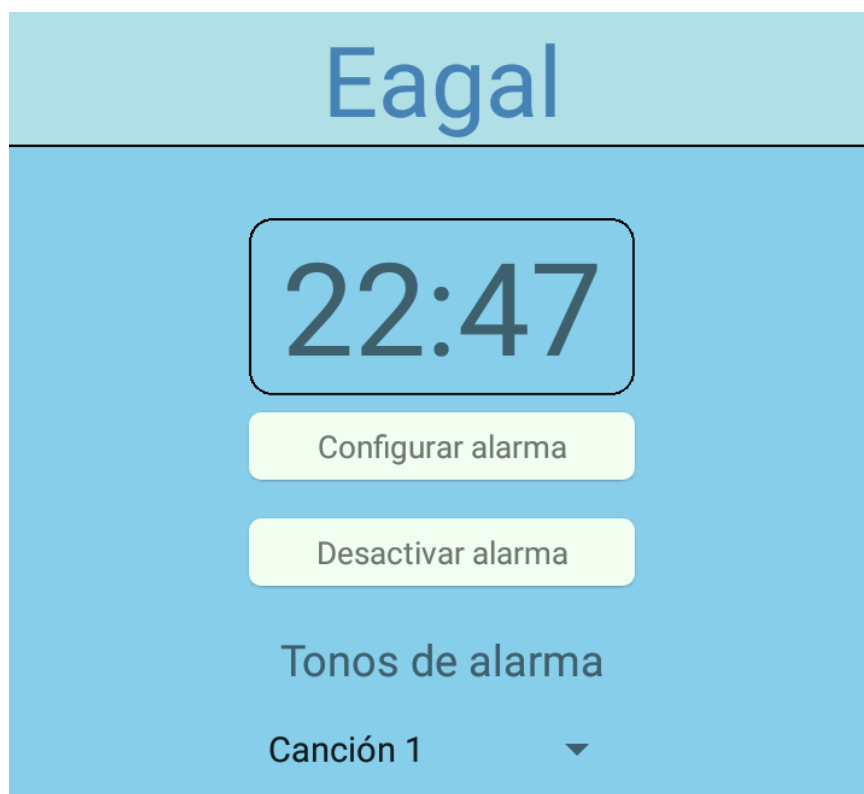 Eagal
22:47
Configurar alarma
Desactivar alarma
Tonos de alarma
Canción 1